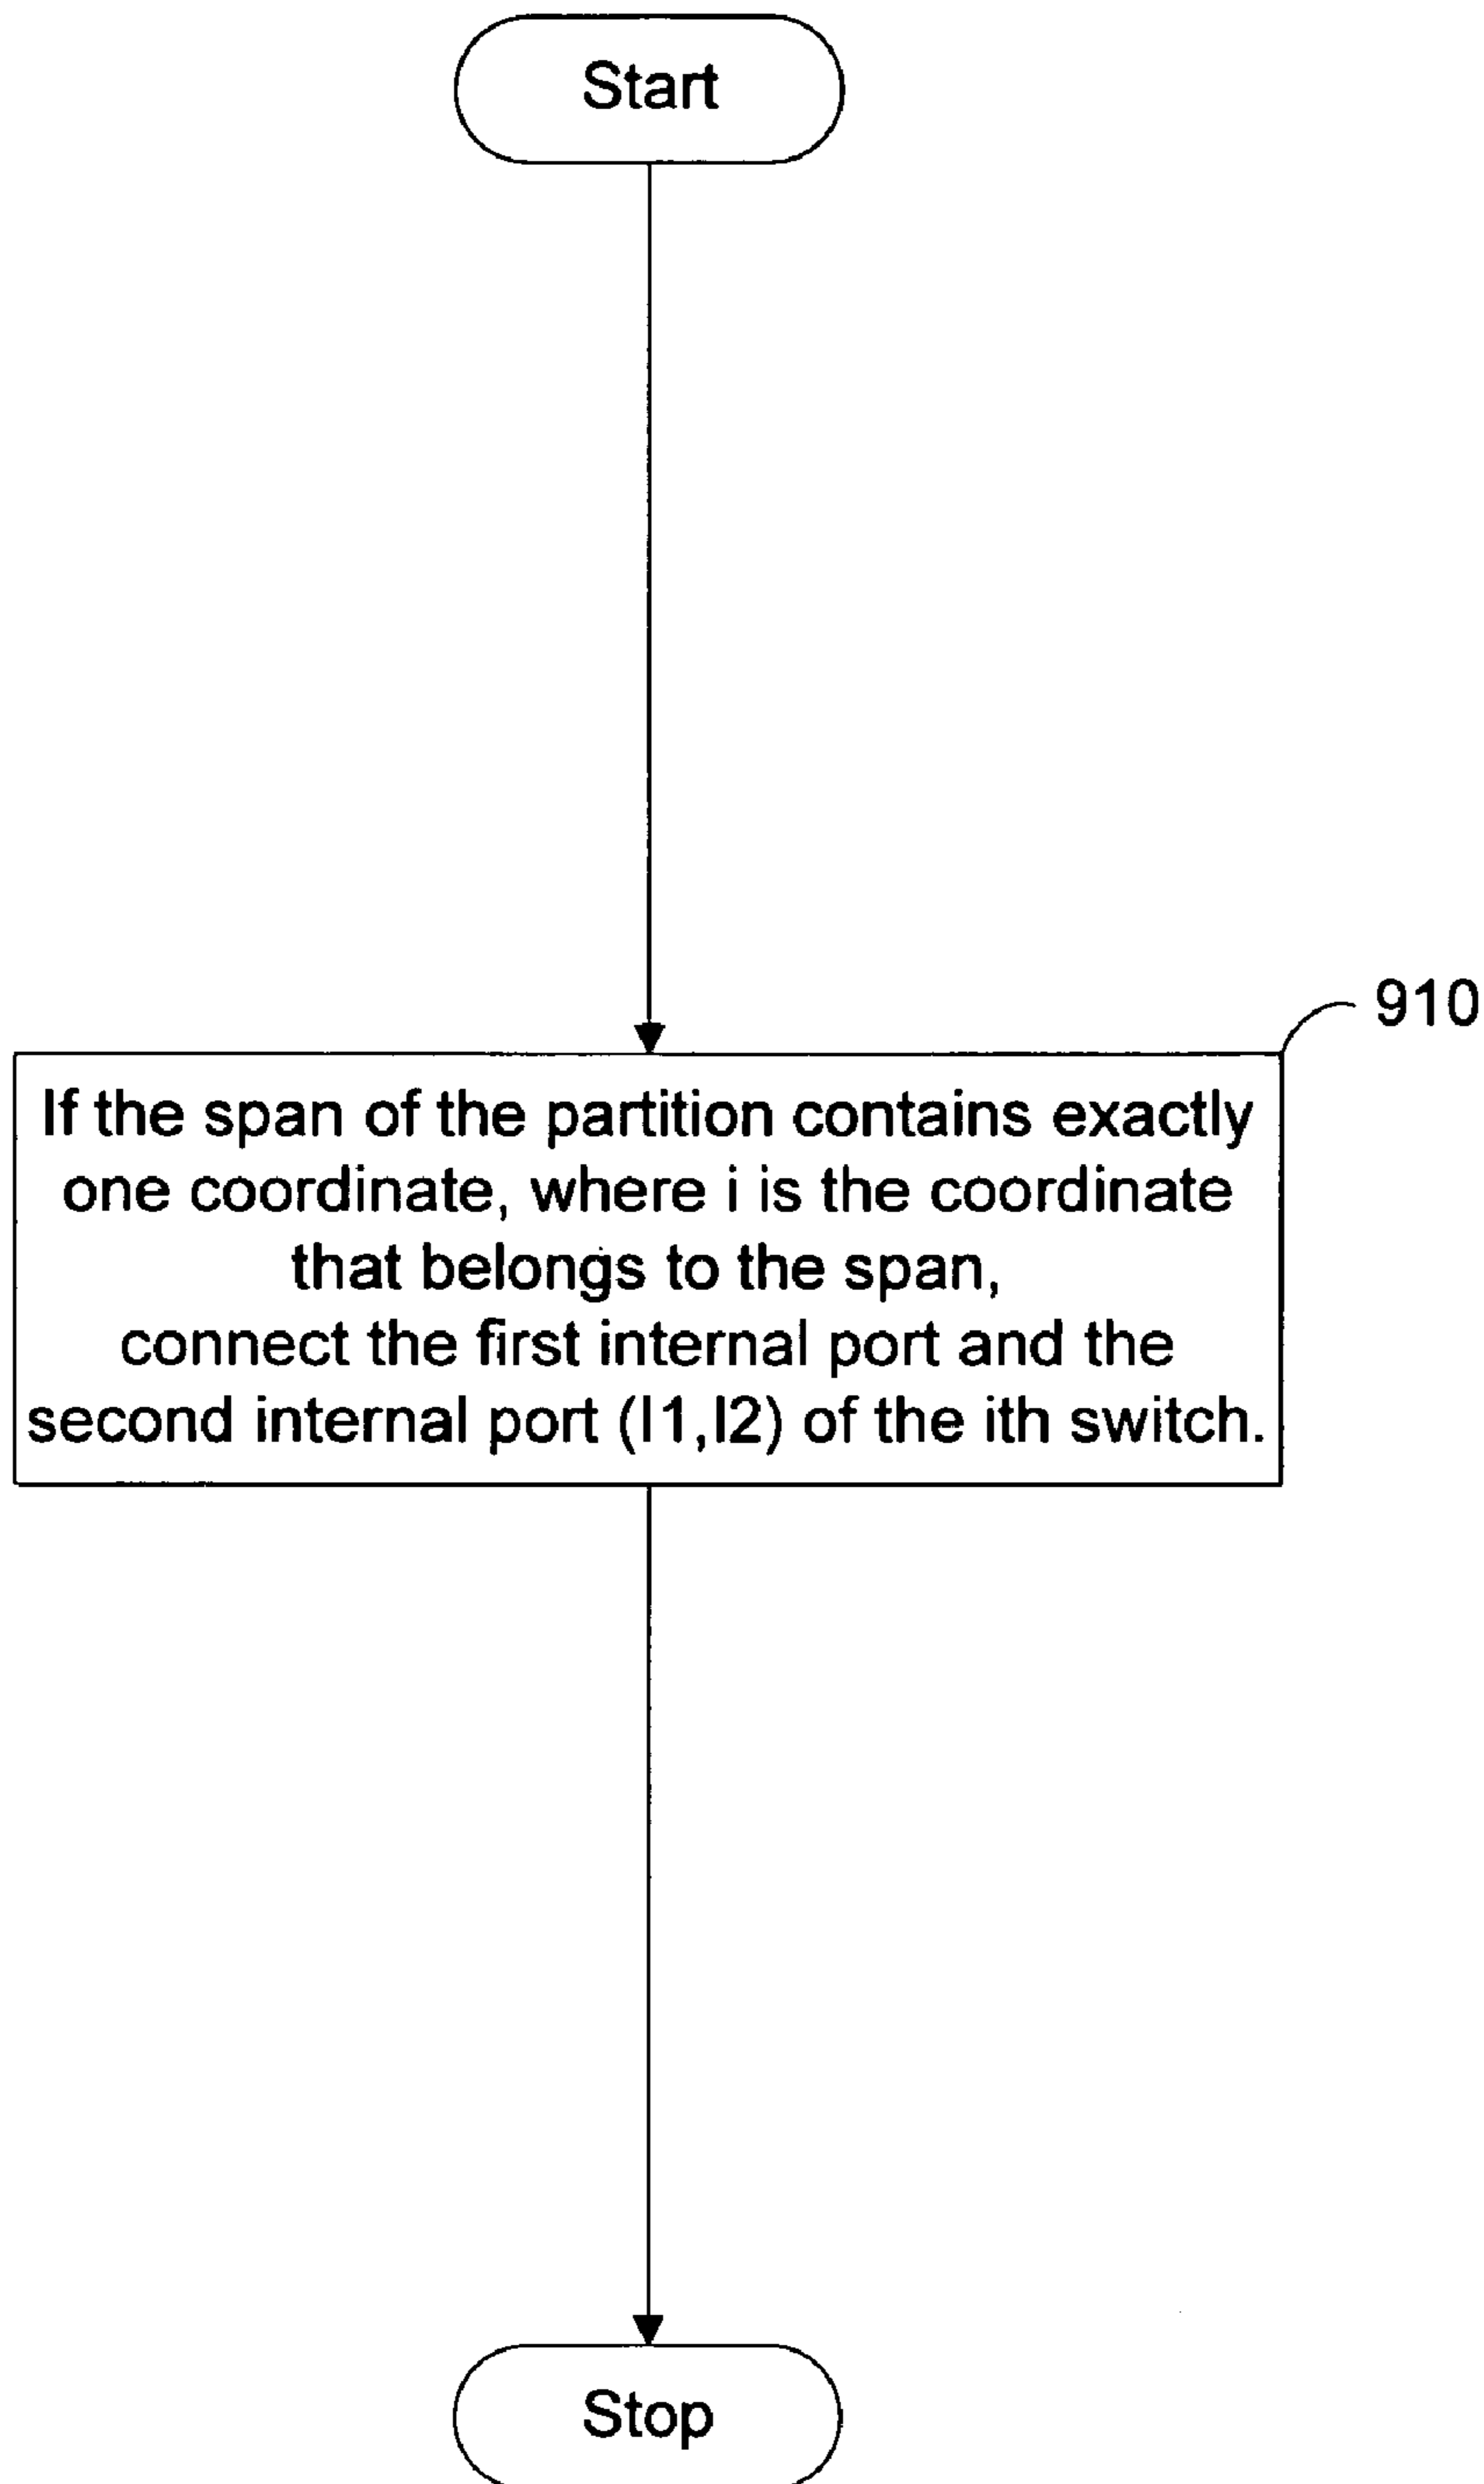 Start
910
If the span of the partition contains exactly
one coordinate, where i is the coordinate
that belongs to the span,
connect the first internal port and the
second internal port (I1,I2) of the ith switch.
Stop